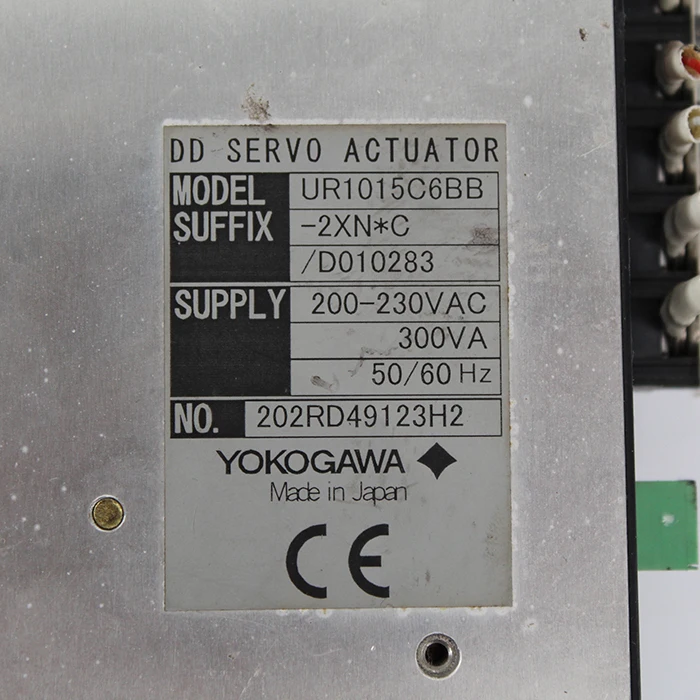 DD SERVO ACTUATOR
MODEL UR1015C6BB
SUFFIX -2XN*C
/D010283
SUPPLY 200-230VAC
300VA
50/60 Hz
NO. 202RD49123H2
YOKOGAWA
Made in Japan
CE